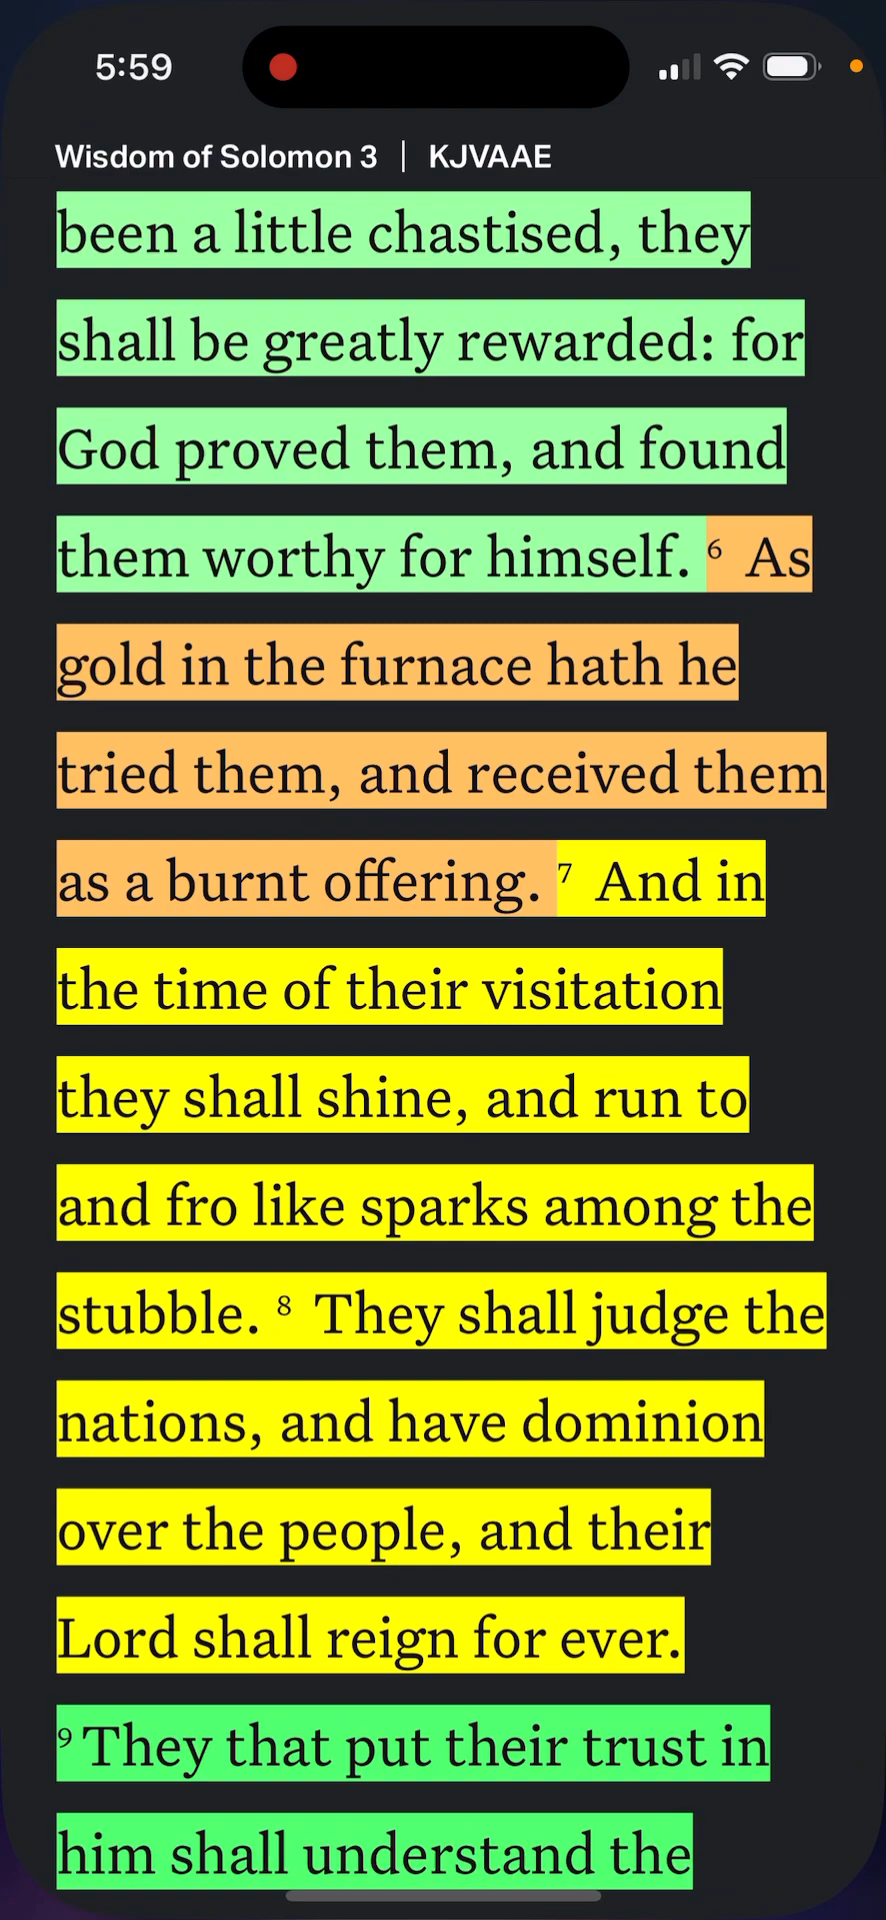 5:59
Wisdom of Solomon 3 | KJVAAE
been a little chastised, they
shall be greatly rewarded: for
God proved them, and found
them worthy for himself. 6 As
gold in the furnace hath he
tried them, and received them
as a burnt offering. 7 And in
the time of their visitation
they shall shine, and run to
and fro like sparks among the
stubble. 8 They shall judge the
nations, and have dominion
over the people, and their
Lord shall reign for ever.
9 They that put their trust in
him shall understand the